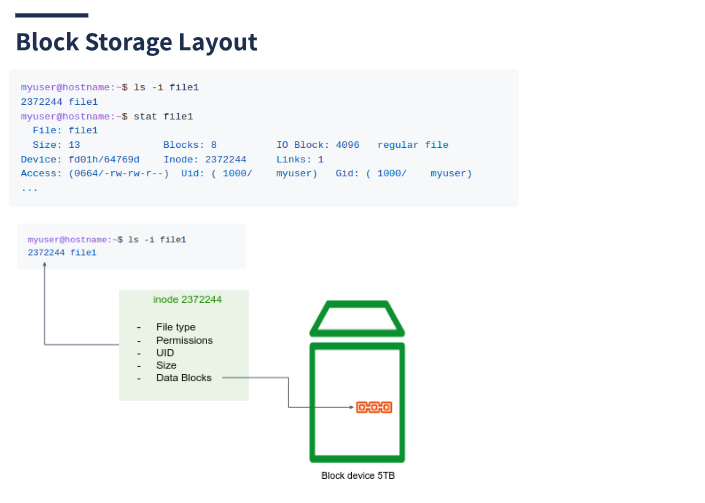 Block Storage Layout
myuser@hostname:~$ ls -i file1
2372244 file1
myuser@hostname:~$ stat file1
  File: file1
  Size: 13              Blocks: 8          IO Block: 4096   regular file
Device: fd01h/64769d    Inode: 2372244     Links: 1
Access: (0664/-rw-rw-r--)  Uid: ( 1000/    myuser)   Gid: ( 1000/    myuser)
...
myuser@hostname:~$ ls -i file1
2372244 file1
inode 2372244
- File type
- Permissions
- UID
- Size
- Data Blocks
Block device 5TB